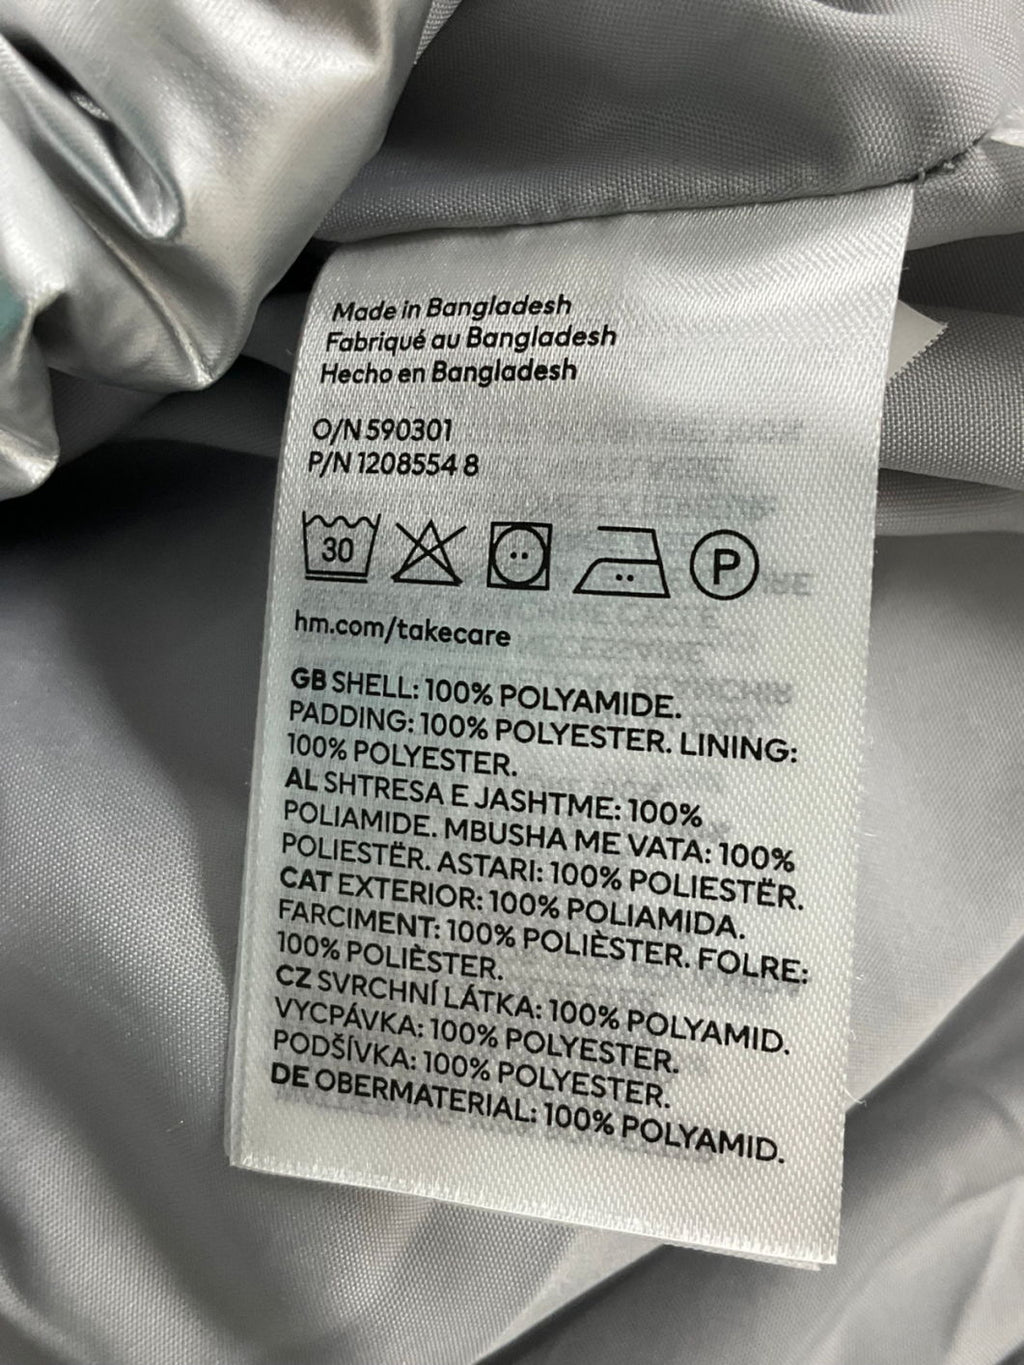 Made in Bangladesh
Fabriqué au Bangladesh
Hecho en Bangladesh
O/N 590301
P/N 1208554 8
30
P
hm.com/takecare
GB SHELL: 100% POLYAMIDE.
PADDING: 100% POLYESTER. LINING:
100% POLYESTER.
AL SHTRESA E JASHTME: 100%
POLIAMIDE. MBUSHA ME VATA: 100%
POLIESTËR. ASTARI: 100% POLIESTËR.
CAT EXTERIOR: 100% POLIAMIDA.
FARCIMENT: 100% POLIÈSTER. FOLRE:
100% POLIÈSTER.
CZ SVRCHNÍ LÁTKA: 100% POLYAMID.
VYCPÁVKA: 100% POLYESTER.
PODŠÍVKA: 100% POLYESTER.
DE OBERMATERIAL: 100% POLYAMID.